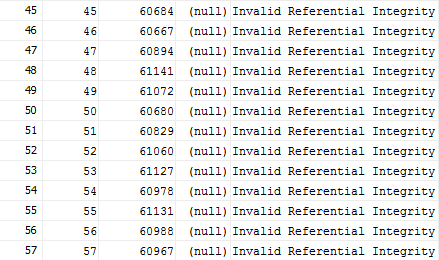 45 45 60684 (null) Invalid Referential Integrity
46 46 60667 (null) Invalid Referential Integrity
47 47 60894 (null) Invalid Referential Integrity
48 48 61141 (null) Invalid Referential Integrity
49 49 61072 (null) Invalid Referential Integrity
50 50 60680 (null) Invalid Referential Integrity
51 51 60829 (null) Invalid Referential Integrity
52 52 61060 (null) Invalid Referential Integrity
53 53 61127 (null) Invalid Referential Integrity
54 54 60978 (null) Invalid Referential Integrity
55 55 61131 (null) Invalid Referential Integrity
56 56 60988 (null) Invalid Referential Integrity
57 57 60967 (null) Invalid Referential Integrity